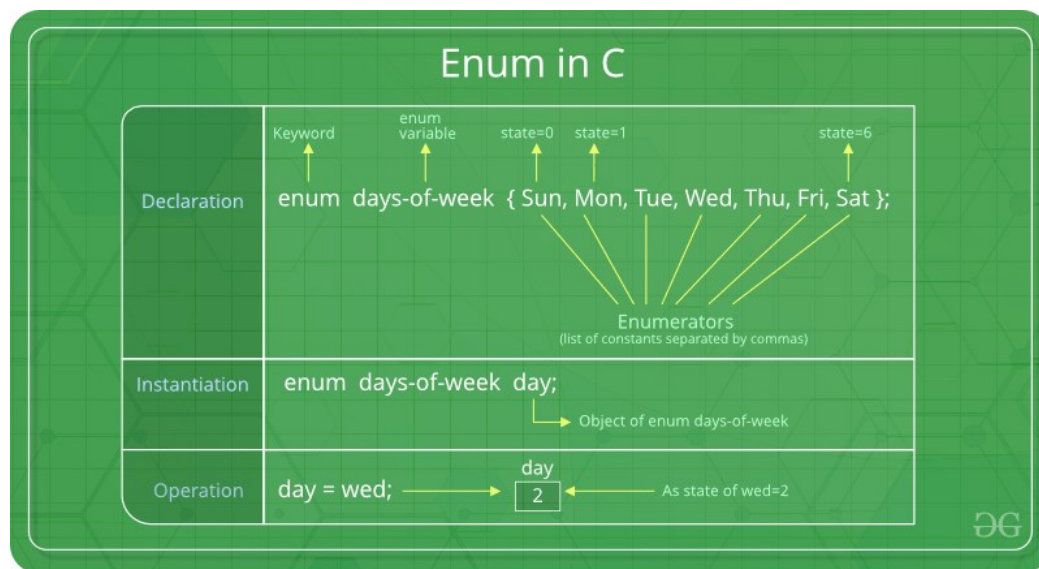 Enum in C
Keyword
enum
variable
state=0
state=1
state=6
Declaration
enum days-of-week { Sun, Mon, Tue, Wed, Thu, Fri, Sat };
Enumerators
(list of constants separated by commas)
Instantiation
enum days-of-week day;
Object of enum days-of-week
day
Operation
day = wed;
2
As state of wed=2
GG